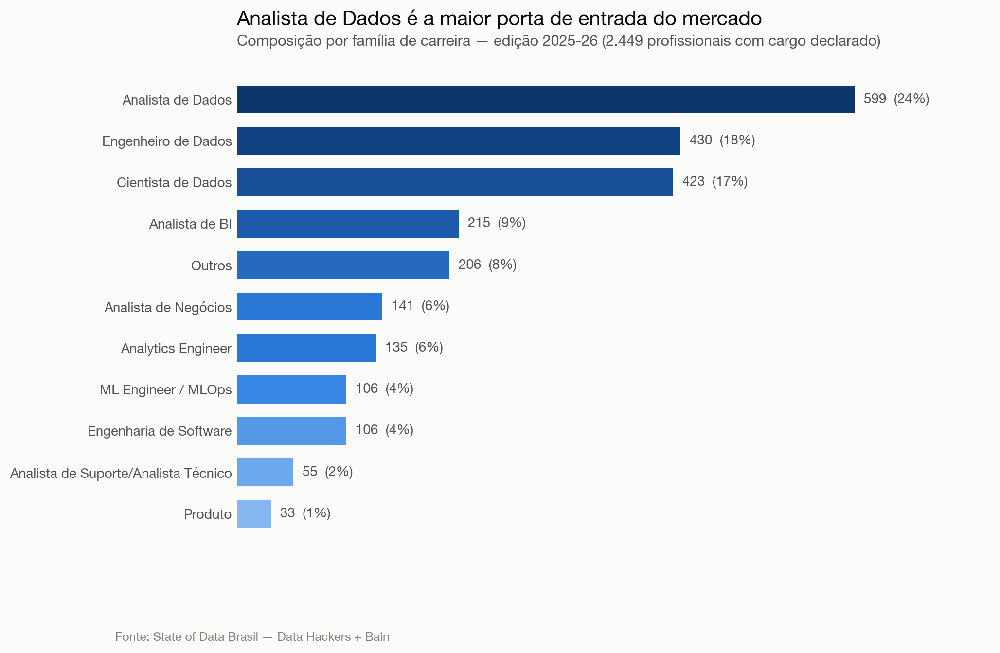 Analista de Dados é a maior porta de entrada do mercado
Composição por família de carreira — edição 2025-26 (2.449 profissionais com cargo declarado)
Analista de Dados 599 (24%)
Engenheiro de Dados 430 (18%)
Cientista de Dados 423 (17%)
Analista de BI 215 (9%)
Outros 206 (8%)
Analista de Negócios 141 (6%)
Analytics Engineer 135 (6%)
ML Engineer / MLOps 106 (4%)
Engenharia de Software 106 (4%)
Analista de Suporte/Analista Técnico 55 (2%)
Produto 33 (1%)
Fonte: State of Data Brasil — Data Hackers + Bain